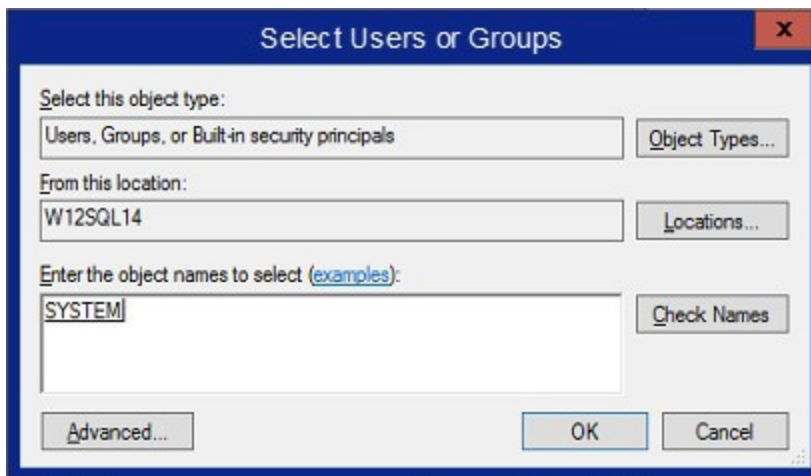 Select Users or Groups
x
Select this object type:
Users, Groups, or Built-in security principals
Object Types...
From this location:
W12SQL14
Locations...
Enter the object names to select (examples):
SYSTEM
Check Names
Advanced...
OK
Cancel